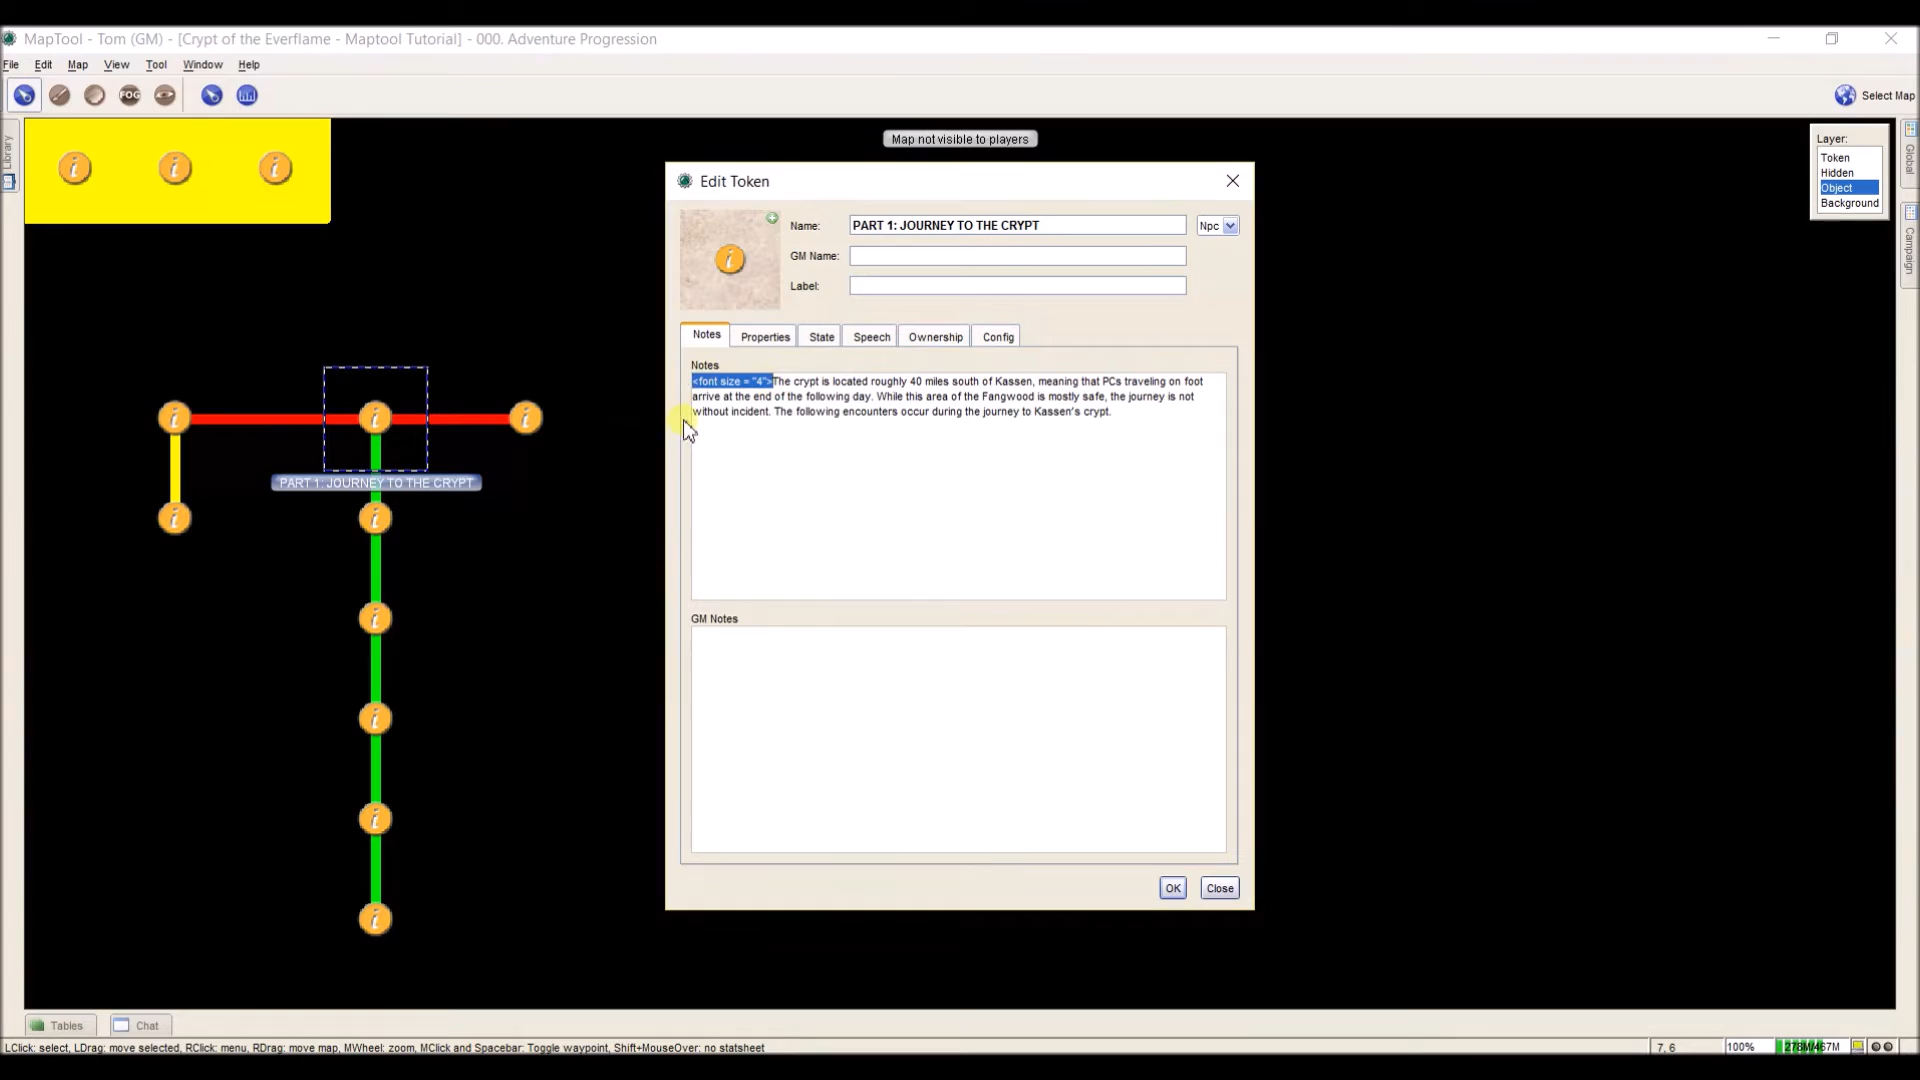 MapTool - Tom (GM) - [Crypt of the Everflame - Maptool Tutorial] - 000. Adventure Progression
File Edit Map View Tool Window Help
FOG
Select Map
Library
Map not visible to players
Layer:
Token
Hidden
Object
Background
Global
Campaign
Edit Token
Name: PART 1: JOURNEY TO THE CRYPT Npc
GM Name:
Label:
Notes Properties State Speech Ownership Config
Notes
<font size = "4">The crypt is located roughly 40 miles south of Kassen, meaning that PCs traveling on foot
arrive at the end of the following day. While this area of the Fangwood is mostly safe, the journey is not
without incident. The following encounters occur during the journey to Kassen's crypt.
PART 1: JOURNEY TO THE CRYPT
GM Notes
OK Close
Tables Chat
LClick: select, LDrag: move selected, RClick: menu, RDrag: move map, MWheel: zoom, MClick and Spacebar: Toggle waypoint, Shift+MouseOver: no statsheet
7, 6 100% 278M/467M